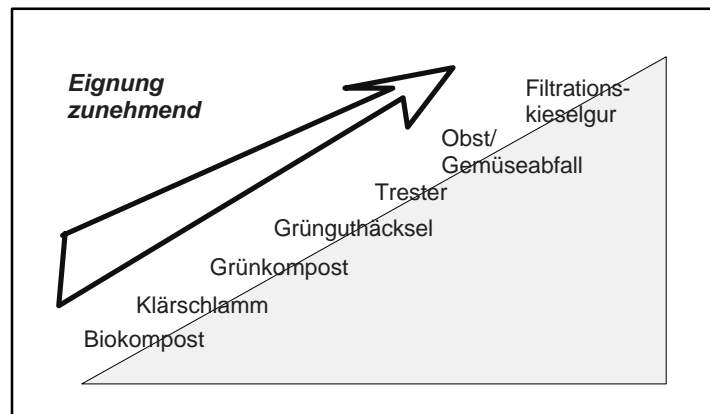 Eignung
zunehmend
Filtrations-
kieselgur
Obst/
Gemüseabfall
Trester
Grünguthäcksel
Grünkompost
Klärschlamm
Biokompost